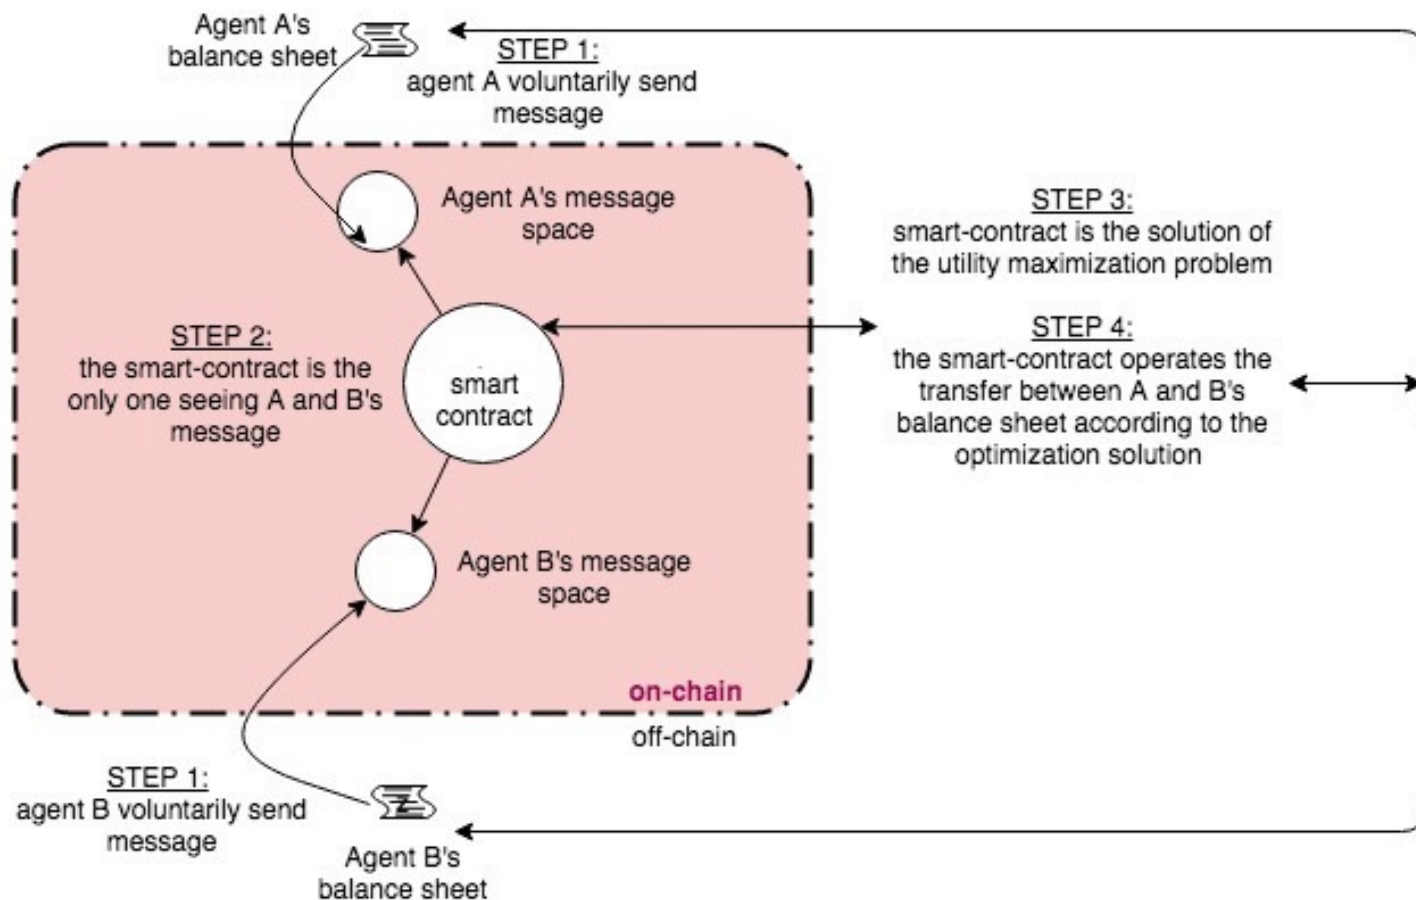 Agent A's
balance sheet
STEP 1:
agent A voluntarily send
message
Agent A's message
space
STEP 3:
smart-contract is the solution of
the utility maximization problem
STEP 2:
the smart-contract is the
only one seeing A and B's
message
smart
contract
STEP 4:
the smart-contract operates the
transfer between A and B's
balance sheet according to the
optimization solution
Agent B's message
space
on-chain
off-chain
STEP 1:
agent B voluntarily send
message
Z
Agent B's
balance sheet